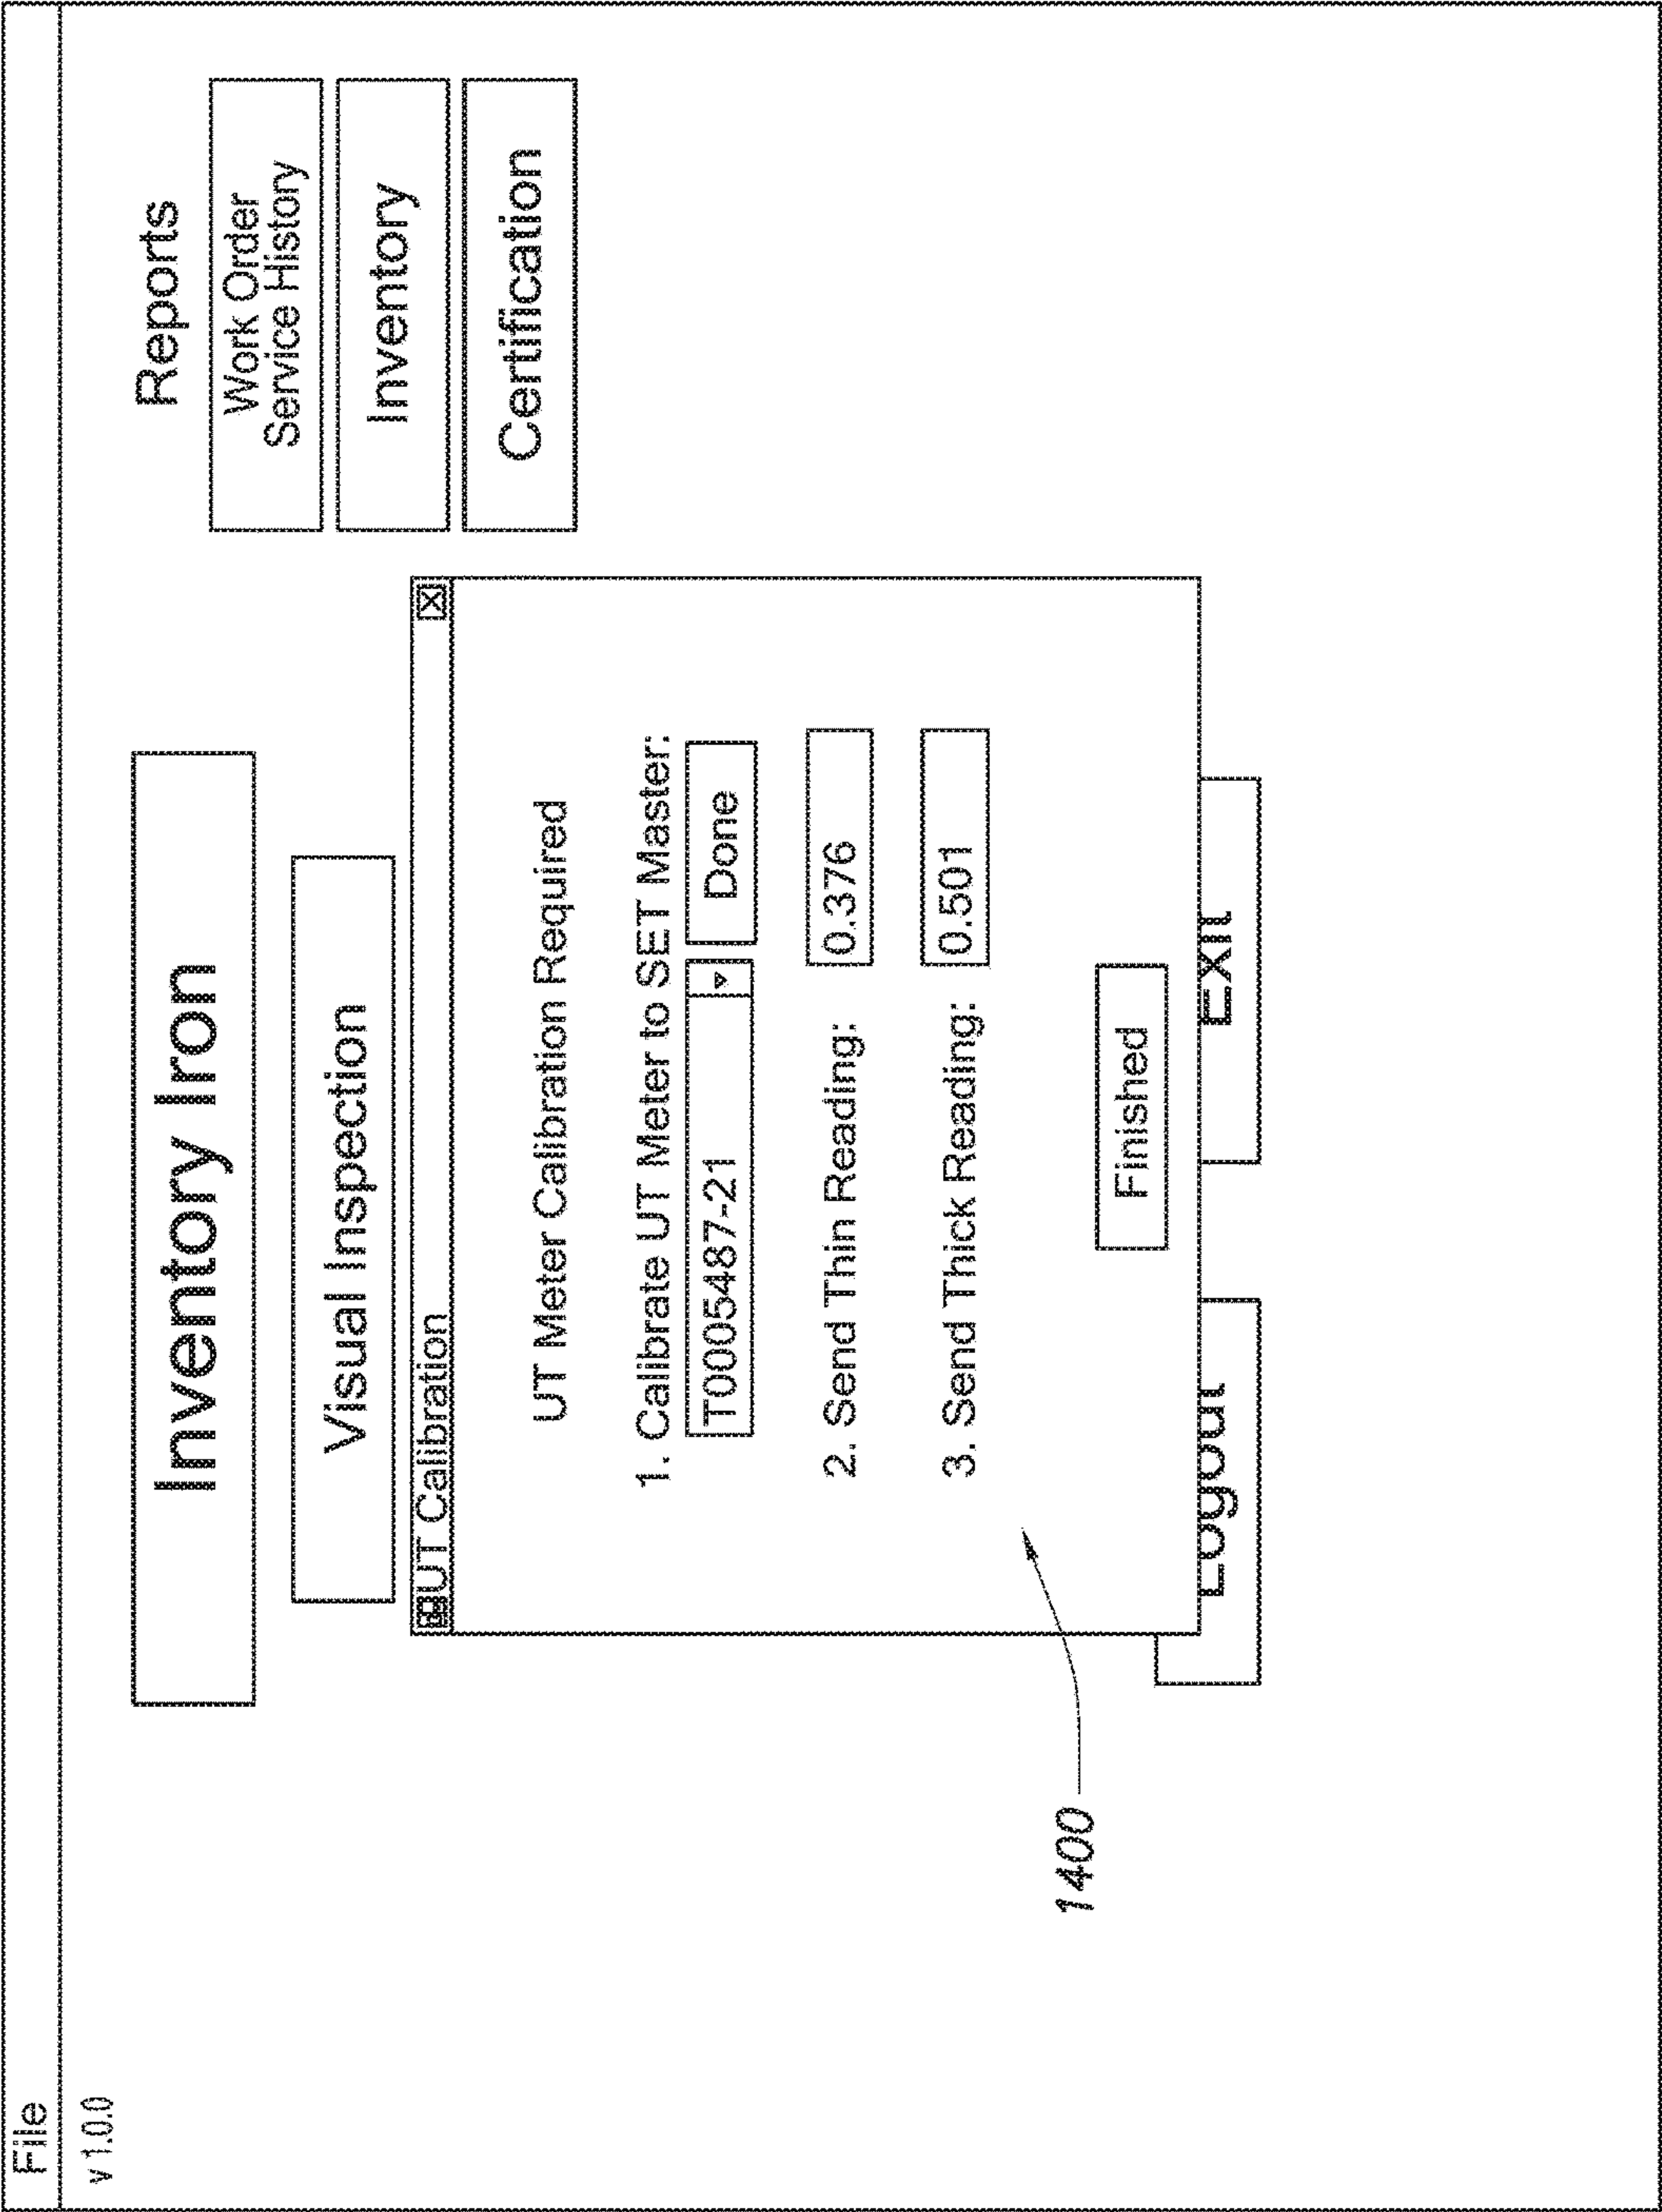 File
v 1.0.0
Inventory Iron
Reports
Visual Inspection
Work Order
Service History
Inventory
Certification
UT Calibration
UT Meter Calibration Required
1. Calibrate UT Meter to SET Master:
T0005487-21 Done
2. Send Thin Reading: 0.376
3. Send Thick Reading: 0.501
Finished
Logout Exit
1400